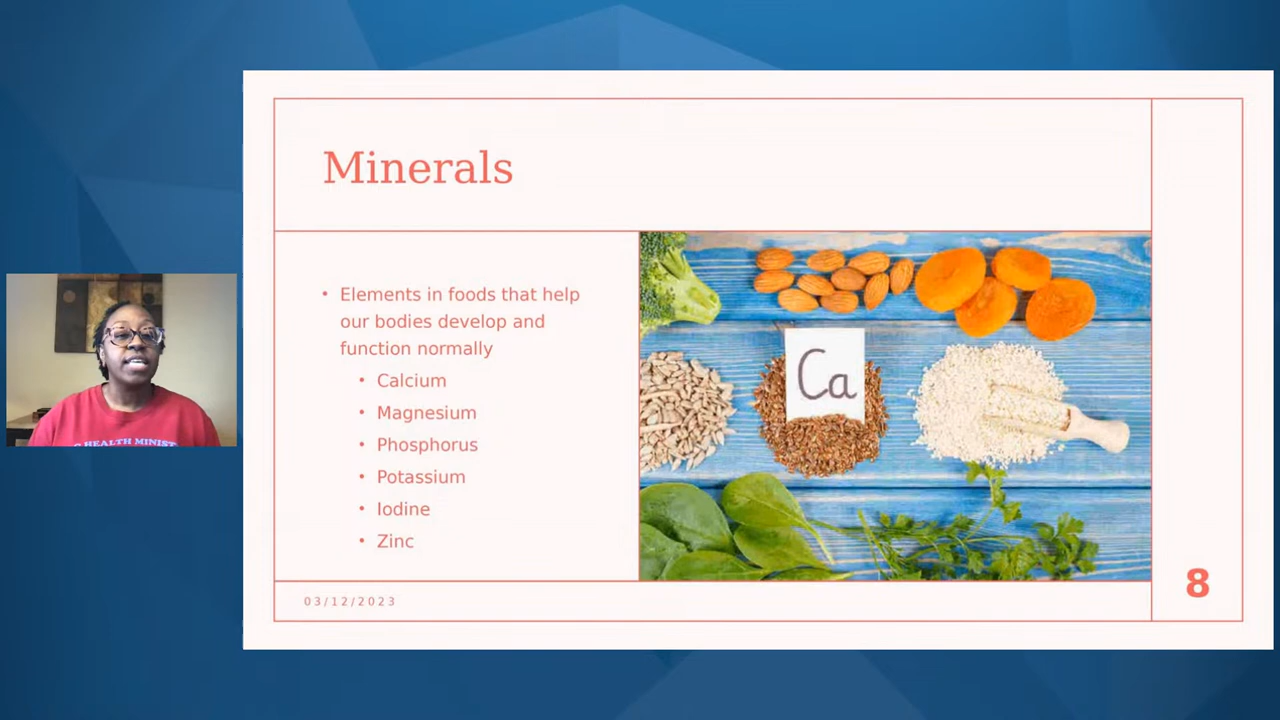 Minerals
• Elements in foods that help
our bodies develop and
function normally
• Calcium
• Magnesium
• Phosphorus
• Potassium
• Iodine
• Zinc
Ca
03/12/2023
8
HEALTH